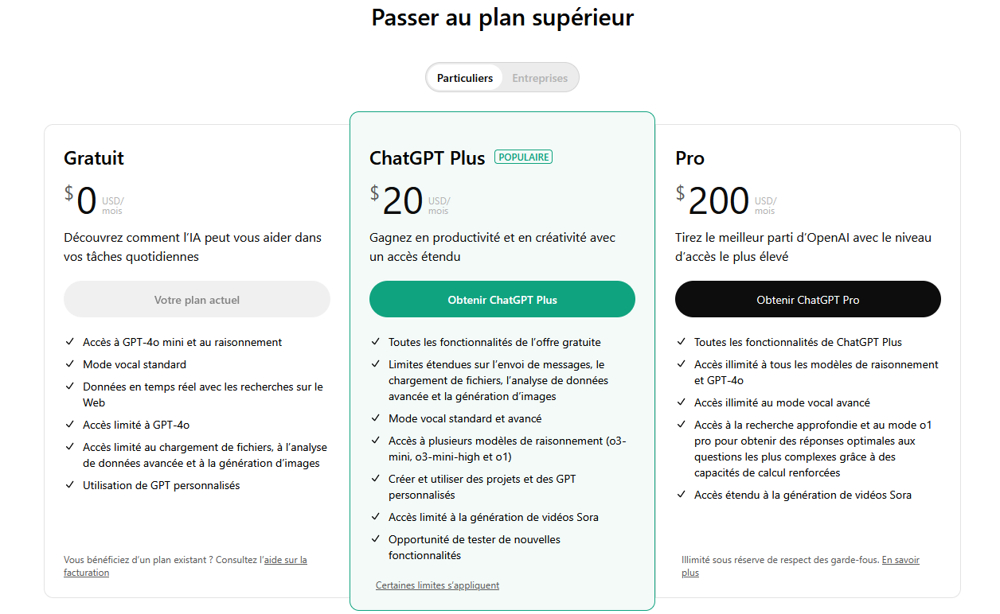 Passer au plan supérieur
Particuliers
Entreprises
Gratuit
$ 0 USD/
mois
Découvrez comment l’IA peut vous aider dans
vos tâches quotidiennes
Votre plan actuel
Accès à GPT-4o mini et au raisonnement
Mode vocal standard
Données en temps réel avec les recherches sur le
Web
Accès limité à GPT-4o
Accès limité au chargement de fichiers, à l’analyse
de données avancée et à la génération d’images
Utilisation de GPT personnalisés
Vous bénéficiez d’un plan existant ? Consultez l’aide sur la
facturation
ChatGPT Plus POPULAIRE
$ 20 USD/
mois
Gagnez en productivité et en créativité avec
un accès étendu
Obtenir ChatGPT Plus
Toutes les fonctionnalités de l’offre gratuite
Limites étendues sur l’envoi de messages, le
chargement de fichiers, l’analyse de données
avancée et la génération d’images
Mode vocal standard et avancé
Accès à plusieurs modèles de raisonnement (o3-
mini, o3-mini-high et o1)
Créer et utiliser des projets et des GPT
personnalisés
Accès limité à la génération de vidéos Sora
Opportunité de tester de nouvelles
fonctionnalités
Certaines limites s’appliquent
Pro
$ 200 USD/
mois
Tirez le meilleur parti d’OpenAI avec le niveau
d’accès le plus élevé
Obtenir ChatGPT Pro
Toutes les fonctionnalités de ChatGPT Plus
Accès illimité à tous les modèles de raisonnement
et GPT-4o
Accès illimité au mode vocal avancé
Accès à la recherche approfondie et au mode o1
pro pour obtenir des réponses optimales aux
questions les plus complexes grâce à des
capacités de calcul renforcées
Accès étendu à la génération de vidéos Sora
Illimité sous réserve de respect des garde-fous. En savoir
plus